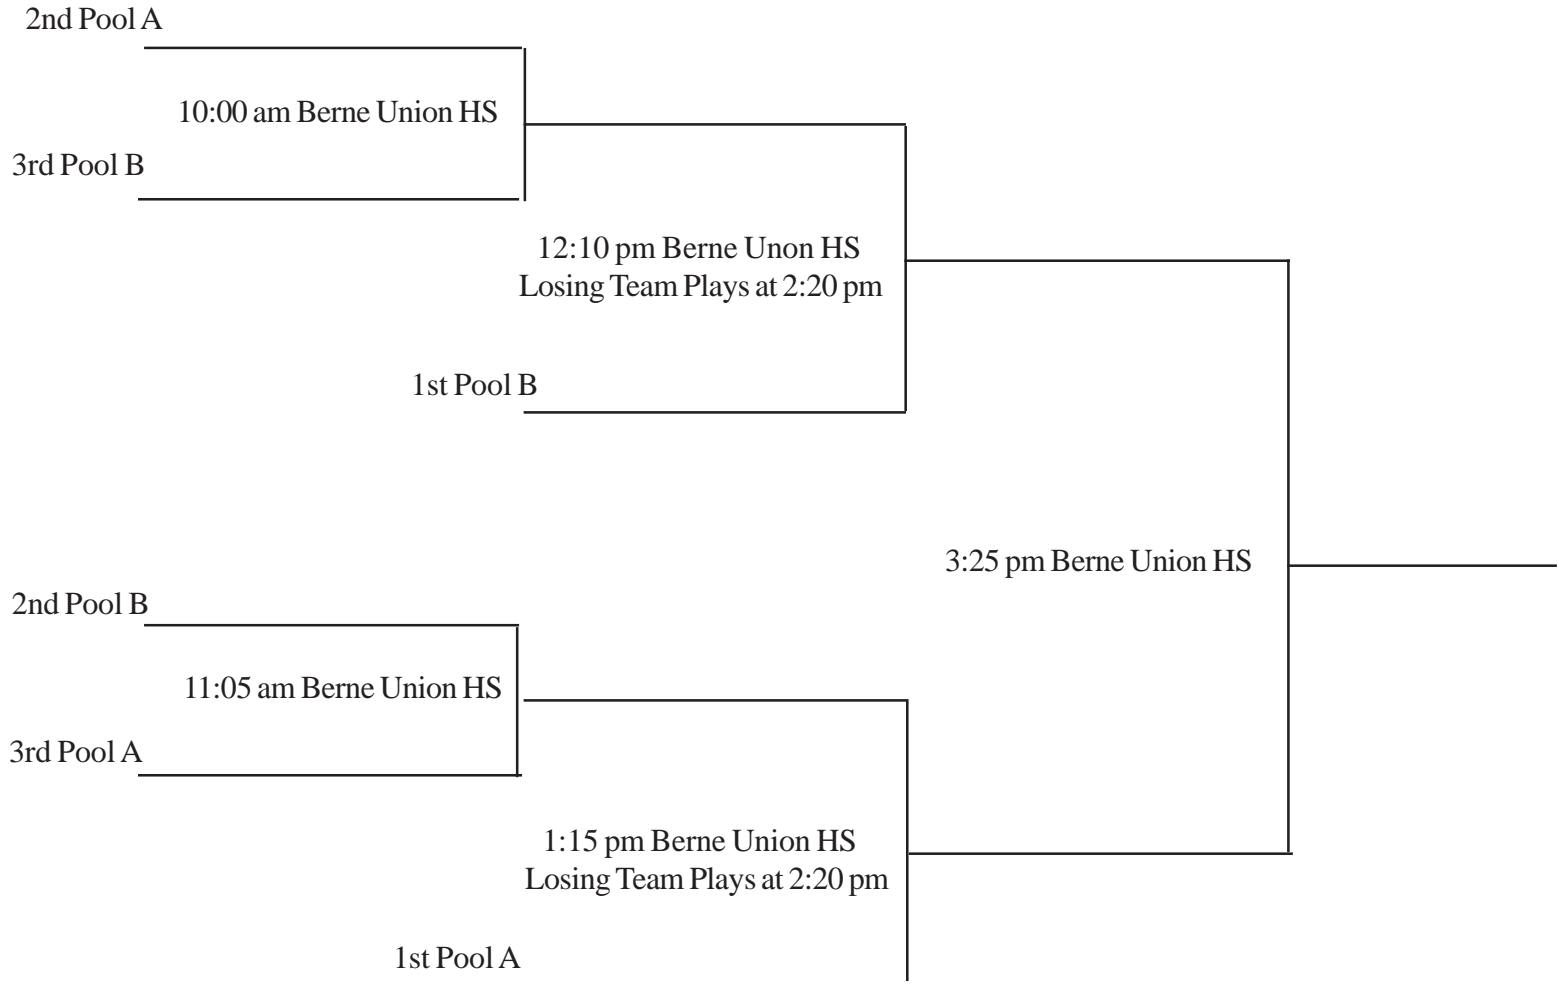 2nd Pool A
10:00 am Berne Union HS
3rd Pool B
12:10 pm Berne Unon HS
Losing Team Plays at 2:20 pm
1st Pool B
3:25 pm Berne Union HS
2nd Pool B
11:05 am Berne Union HS
3rd Pool A
1:15 pm Berne Union HS
Losing Team Plays at 2:20 pm
1st Pool A